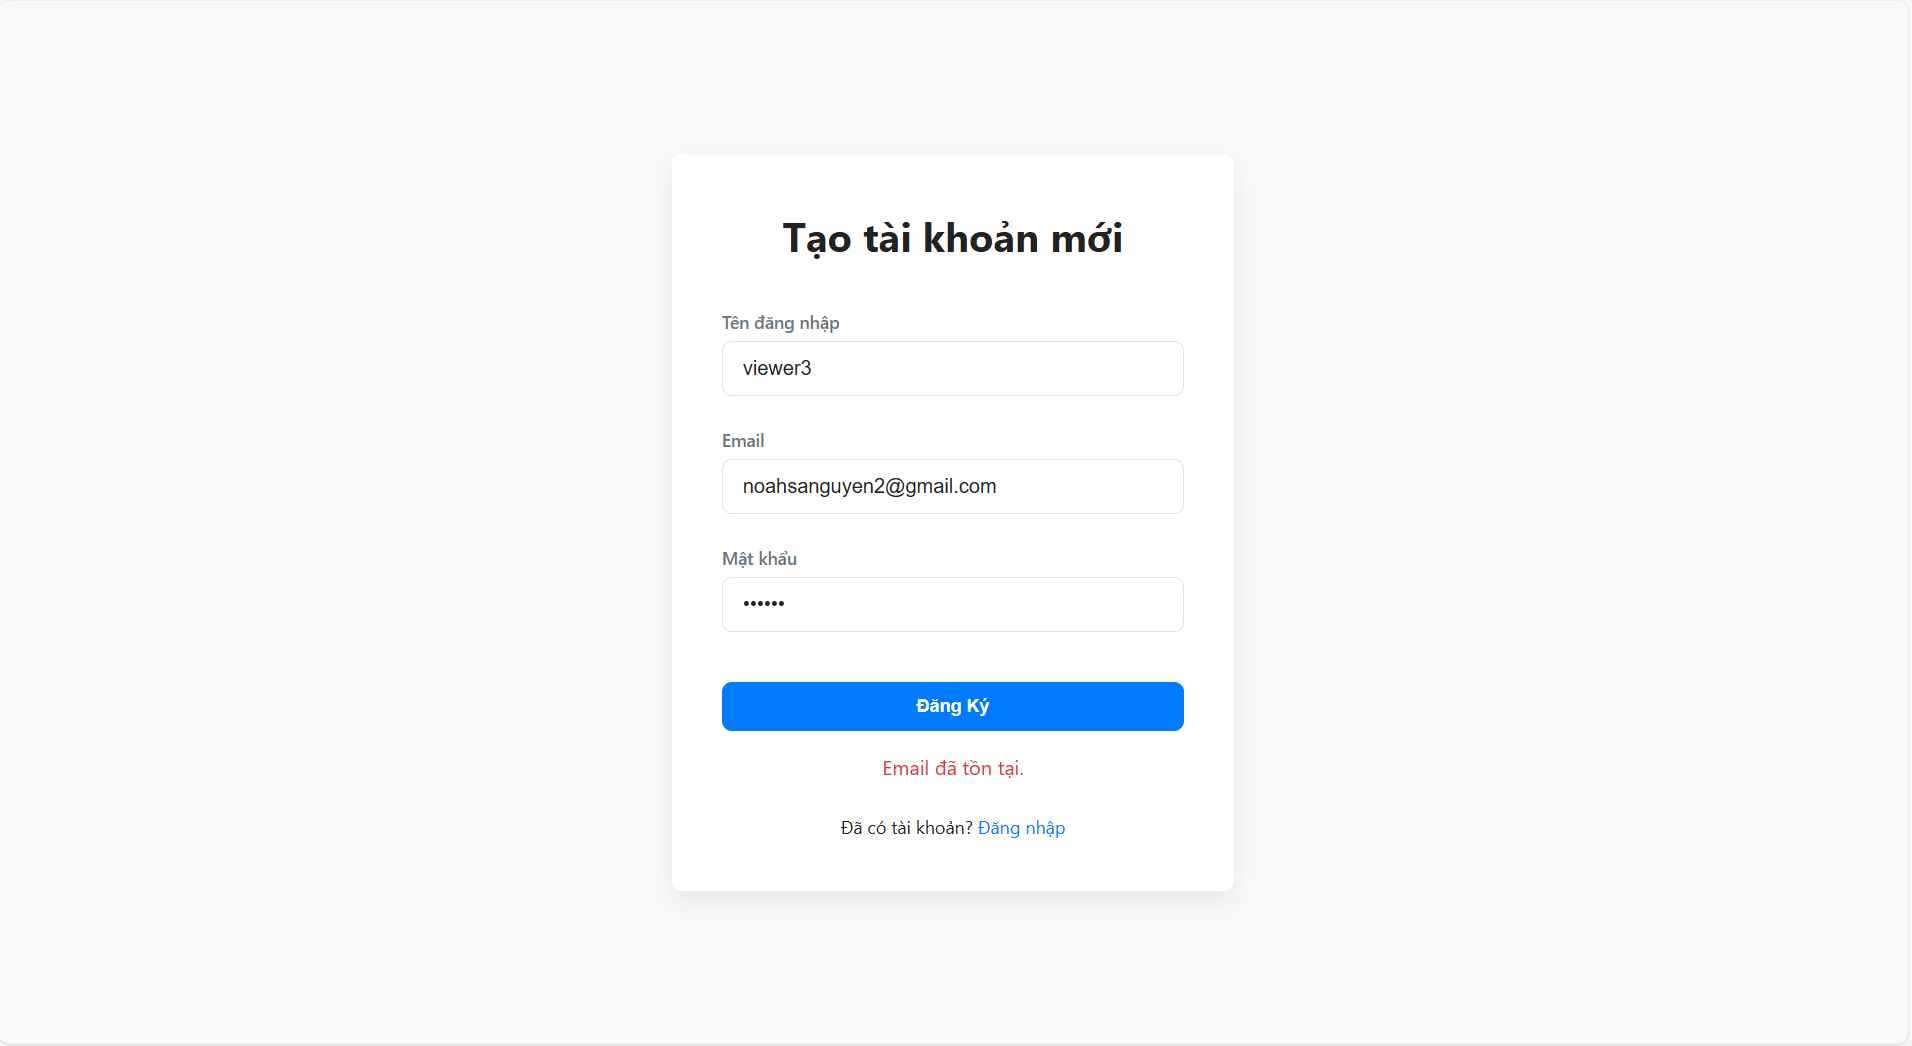 Tạo tài khoản mới
Tên đăng nhập
viewer3
Email
noahsanguyen2@gmail.com
Mật khẩu
••••••
Đăng Ký
Email đã tồn tại.
Đã có tài khoản? Đăng nhập